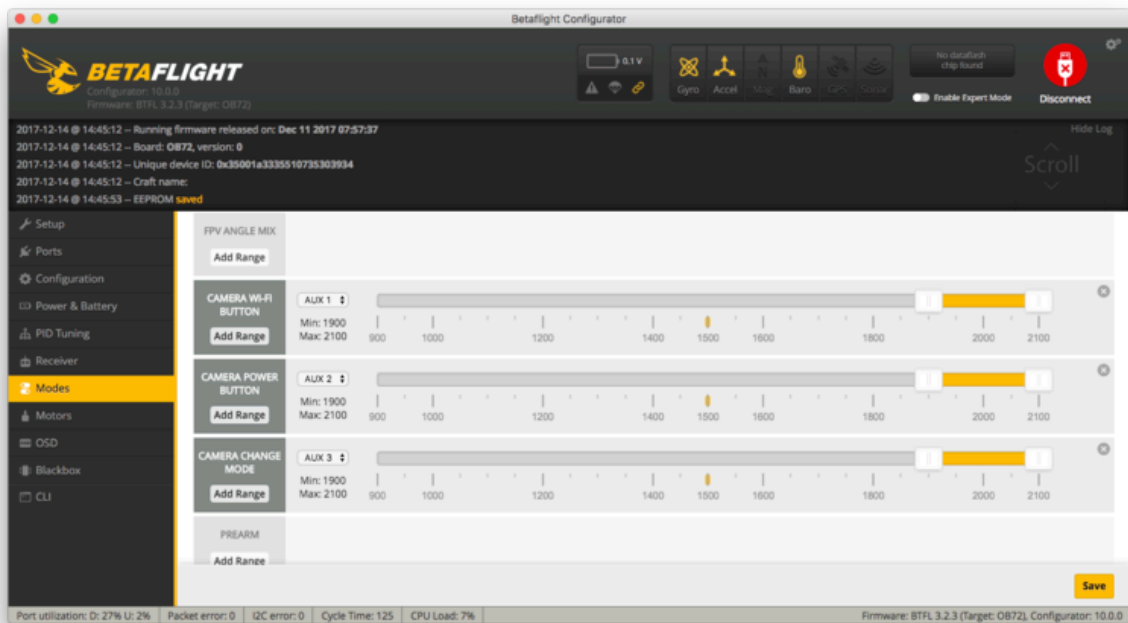 Betaflight Configurator
BETAFLIGHT
Configurator: 10.0.0
Firmware: BTFL 3.2.3 (Target: OB72)
0.1 V
Gyro Accel Mag Baro GPS Sonar
No dataflash
chip found
Enable Expert Mode
Disconnect
2017-12-14 @ 14:45:12 -- Running firmware released on: Dec 11 2017 07:57:37
Hide Log
2017-12-14 @ 14:45:12 -- Board: OB72, version: 0
2017-12-14 @ 14:45:12 -- Unique device ID: 0x35001a3335510735303934
2017-12-14 @ 14:45:12 -- Craft name:
2017-12-14 @ 14:45:53 -- EEPROM saved
Scroll
Setup
Ports
Configuration
Power & Battery
PID Tuning
Receiver
Modes
Motors
OSD
Blackbox
CLI
FPV ANGLE MIX
Add Range
CAMERA WI-FI
BUTTON
Add Range
AUX 1
Min: 1900
Max: 2100
900 1000 1200 1400 1500 1600 1800 2000 2100
CAMERA POWER
BUTTON
Add Range
AUX 2
Min: 1900
Max: 2100
900 1000 1200 1400 1500 1600 1800 2000 2100
CAMERA CHANGE
MODE
Add Range
AUX 3
Min: 1900
Max: 2100
900 1000 1200 1400 1500 1600 1800 2000 2100
PREARM
Add Range
Save
Port utilization: D: 27% U: 2% Packet error: 0 I2C error: 0 Cycle Time: 125 CPU Load: 7% Firmware: BTFL 3.2.3 (Target: OB72), Configurator: 10.0.0